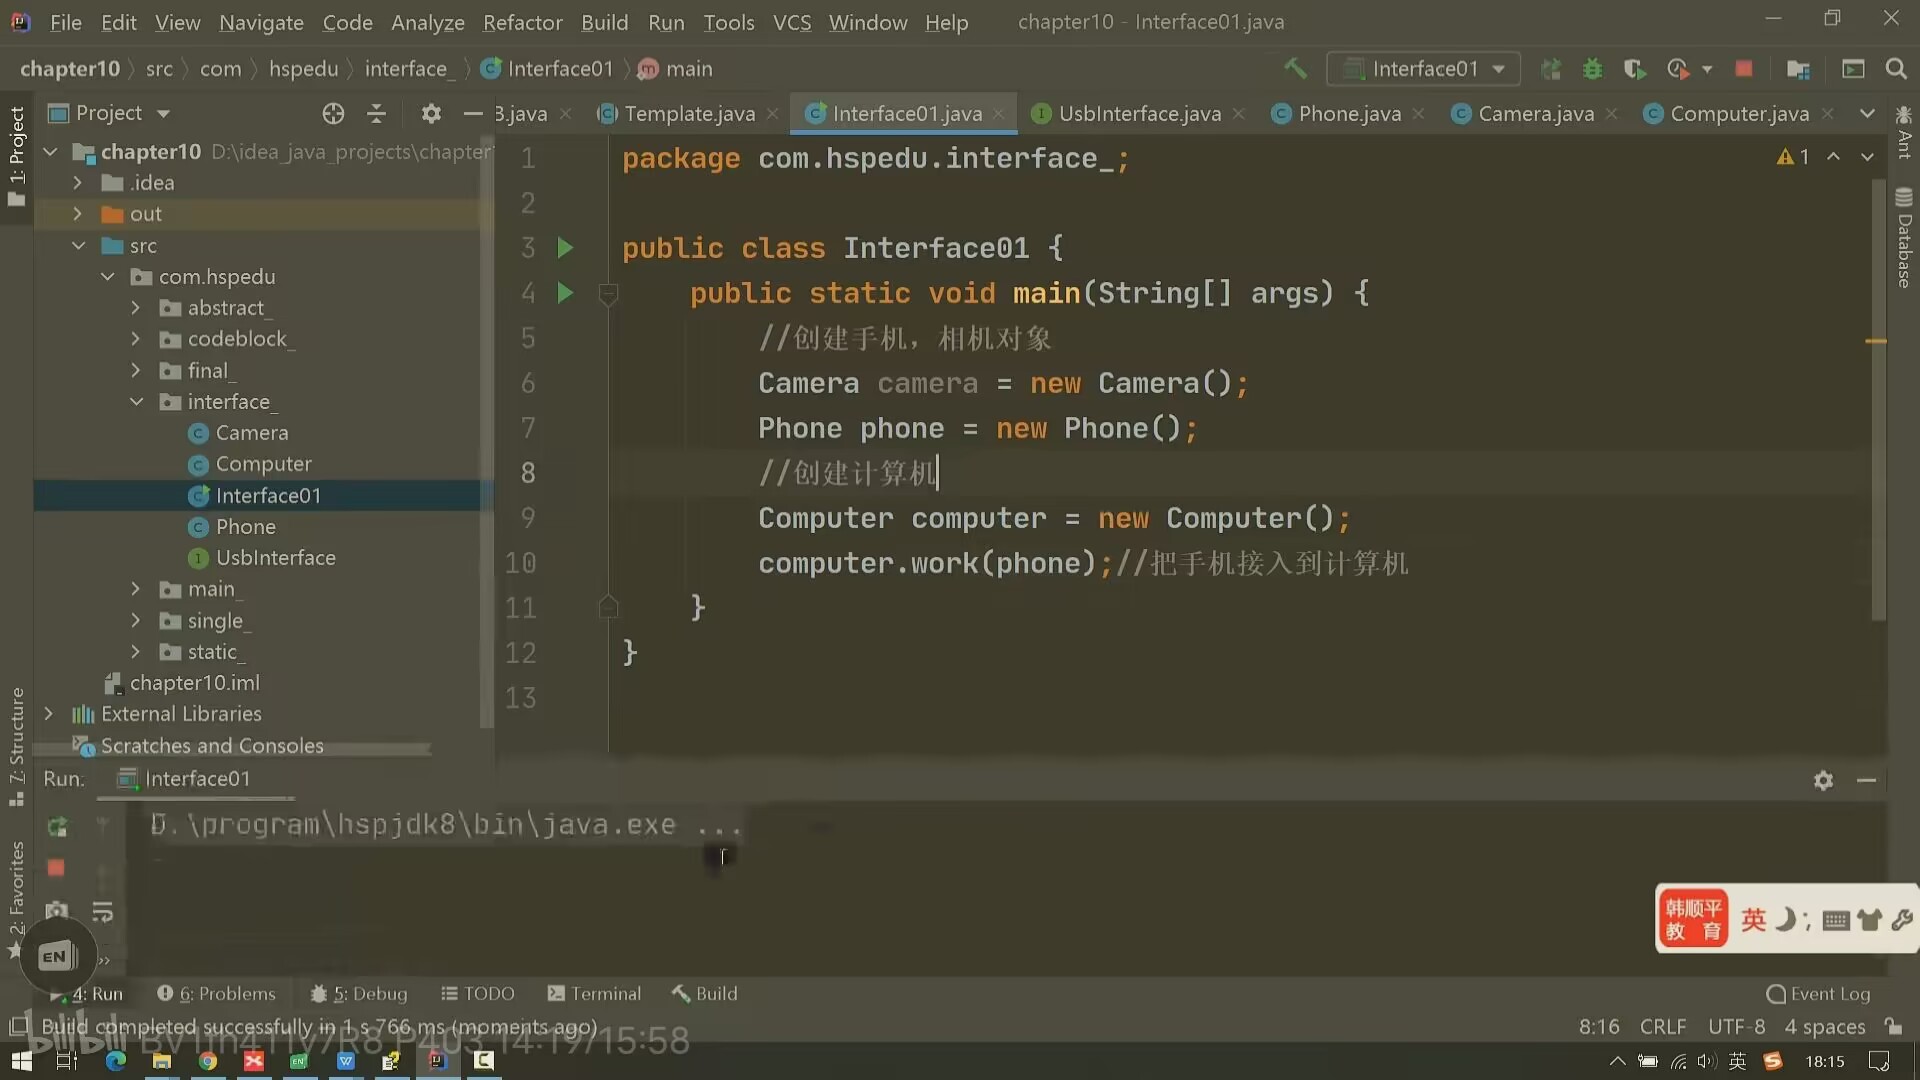 File Edit View Navigate Code Analyze Refactor Build Run Tools VCS Window Help chapter10 - Interface01.java
chapter10 src com hspedu interface_ Interface01 main Interface01
Project B.java Template.java Interface01.java UsbInterface.java Phone.java Camera.java Computer.java
1: Project
Ant
Database
chapter10 D:\idea_java_projects\chapter
.idea
out
src
com.hspedu
abstract_
codeblock_
final_
interface_
Camera
Computer
Interface01
Phone
UsbInterface
main_
single_
static_
chapter10.iml
External Libraries
Scratches and Consoles
7: Structure
2: Favorites
1 package com.hspedu.interface_;
2
3 public class Interface01 {
4 public static void main(String[] args) {
5 //创建手机，相机对象
6 Camera camera = new Camera();
7 Phone phone = new Phone();
8 //创建计算机
9 Computer computer = new Computer();
10 computer.work(phone);//把手机接入到计算机
11 }
12 }
13
1
Run: Interface01
D:\program\hspjdk8\bin\java.exe ...
韩顺平
教 育
英
EN
4: Run 6: Problems 5: Debug TODO Terminal Build Event Log
Build completed successfully in 1 s 766 ms (moments ago) 8:16 CRLF UTF-8 4 spaces
bilibili P403 14:19/15:58
英 18:15